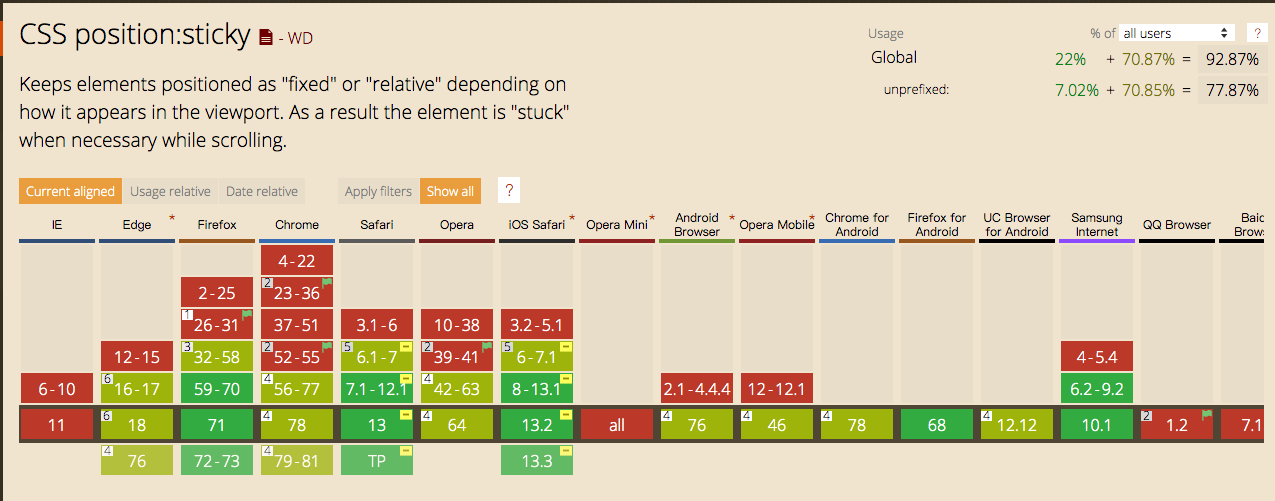 CSS position:sticky - WD
Usage % of all users ?
Global 22% + 70.87% = 92.87%
unprefixed: 7.02% + 70.85% = 77.87%
Keeps elements positioned as "fixed" or "relative" depending on
how it appears in the viewport. As a result the element is "stuck"
when necessary while scrolling.
Current aligned Usage relative Date relative Apply filters Show all ?
IE Edge * Firefox Chrome Safari Opera iOS Safari * Opera Mini * Android Browser * Opera Mobile * Chrome for Android Firefox for Android UC Browser for Android Samsung Internet QQ Browser
4-22
2-25 2 23-36
1 26-31 37-51 3.1-6 10-38 3.2-5.1
12-15 3 32-58 2 52-55 5 6.1-7 2 39-41 5 6-7.1 4-5.4
6-10 6 16-17 59-70 4 56-77 7.1-12.1 4 42-63 8-13.1 2.1-4.4.4 12-12.1 6.2-9.2
11 6 18 71 4 78 13 4 64 13.2 all 4 76 4 46 4 78 68 4 12.12 10.1 2 1.2 7.1
4 76 72-73 4 79-81 TP 13.3